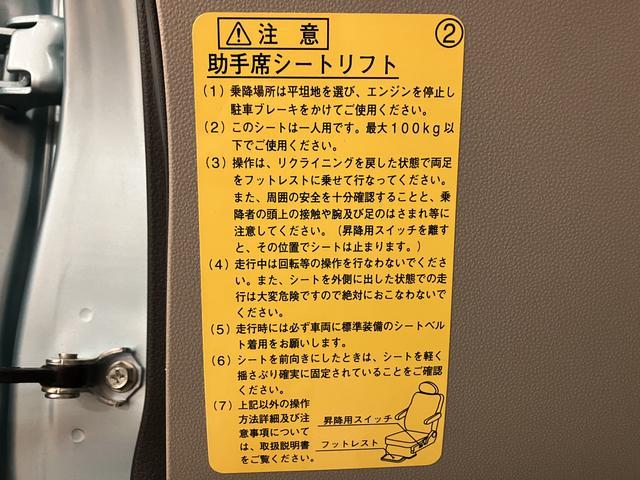 ⚠ 注意 ②
助手席シートリフト
(1) 乗降場所は平坦地を選び、エンジンを停止し
駐車ブレーキをかけてご使用ください。
(2) このシートは一人用です。最大100kg以
下でご使用ください。
(3) 操作は、リクライニングを戻した状態で両足
をフットレストに乗せて行なってください。
また、周囲の安全を十分確認することと、乗
降者の頭上の接触や腕及び足のはさまれ等に
注意してください。(昇降用スイッチを離す
と、その位置でシートは止まります。)
(4) 走行中は回転等の操作を行なわないでくださ
い。また、シートを外側に出した状態での走
行は大変危険ですので絶対におこなわないで
ください。
(5) 走行時には必ず車両に標準装備のシートベル
ト着用をお願いします。
(6) シートを前向きにしたときは、シートを軽く
揺さぶり確実に固定されていることをご確認
ください。
(7) 上記以外の操作
方法詳細及び注
意事項について
は、取扱説明書
をご覧ください。
昇降用スイッチ
フットレスト